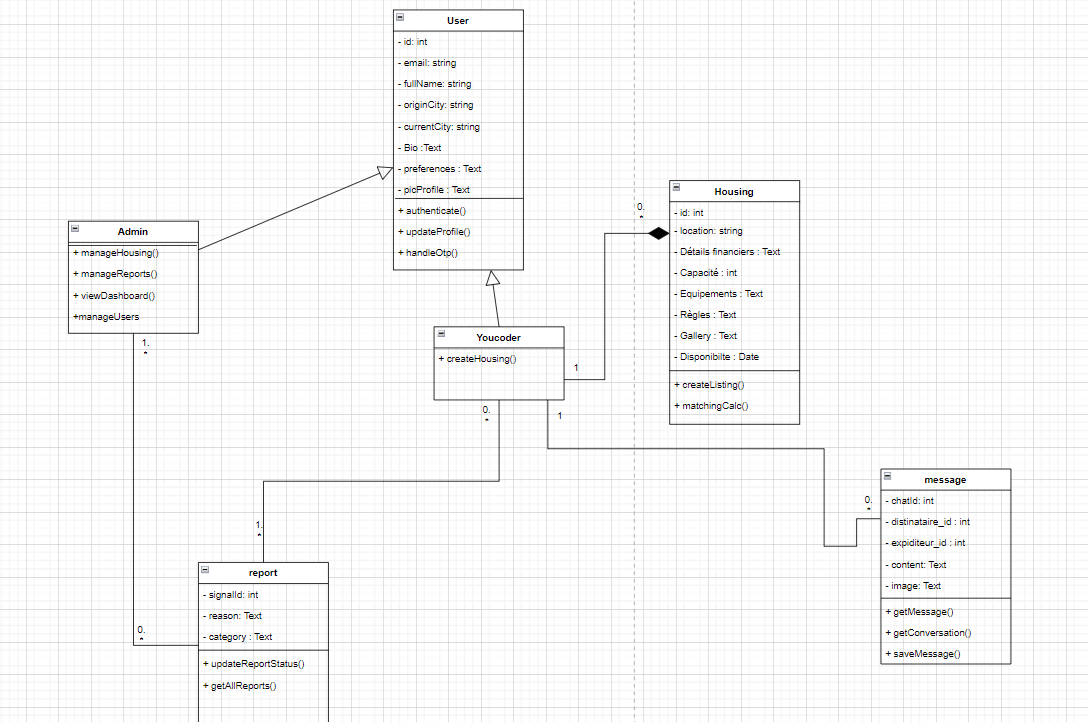 User
- id: int
- email: string
- fullName: string
- originCity: string
- currentCity: string
- Bio :Text
- preferences : Text
- picProfile : Text
+ authenticate()
+ updateProfile()
+ handleOtp()
Admin
+ manageHousing()
+ manageReports()
+ viewDashboard()
+manageUsers
1.
*
Housing
- id: int
- location: string
- Détails financiers : Text
- Capacité : int
- Equipements : Text
- Règles : Text
- Gallery : Text
- Disponibilte : Date
+ createListing()
+ matchingCalc()
0.
*
Youcoder
+ createHousing()
1
0.
*
1
message
- chatId: int
- distinataire_id : int
- expiditeur_id : int
- content: Text
- image: Text
+ getMessage()
+ getConversation()
+ saveMessage()
0.
*
1.
*
report
- signalId: int
- reason: Text
- category : Text
+ updateReportStatus()
+ getAllReports()
0.
*